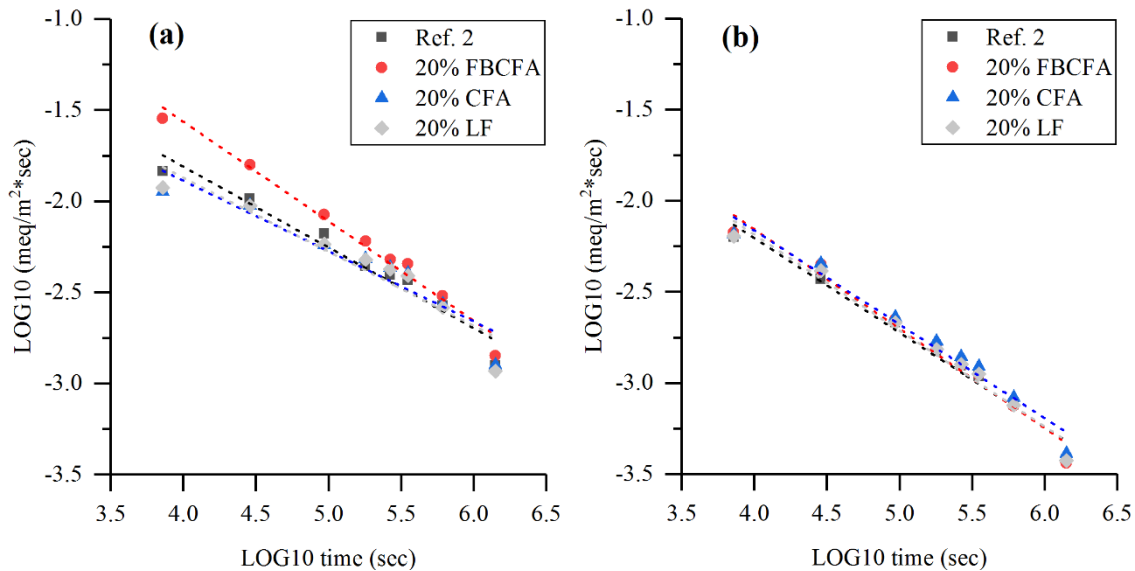 (a)
Ref. 2
20% FBCFA
20% CFA
20% LF
-1.0
-1.5
-2.0
-2.5
-3.0
-3.5
LOG10 (meq/m²*sec)
3.5 4.0 4.5 5.0 5.5 6.0 6.5
LOG10 time (sec)
(b)
Ref. 2
20% FBCFA
20% CFA
20% LF
-1.0
-1.5
-2.0
-2.5
-3.0
-3.5
LOG10 (meq/m²*sec)
3.5 4.0 4.5 5.0 5.5 6.0 6.5
LOG10 time (sec)